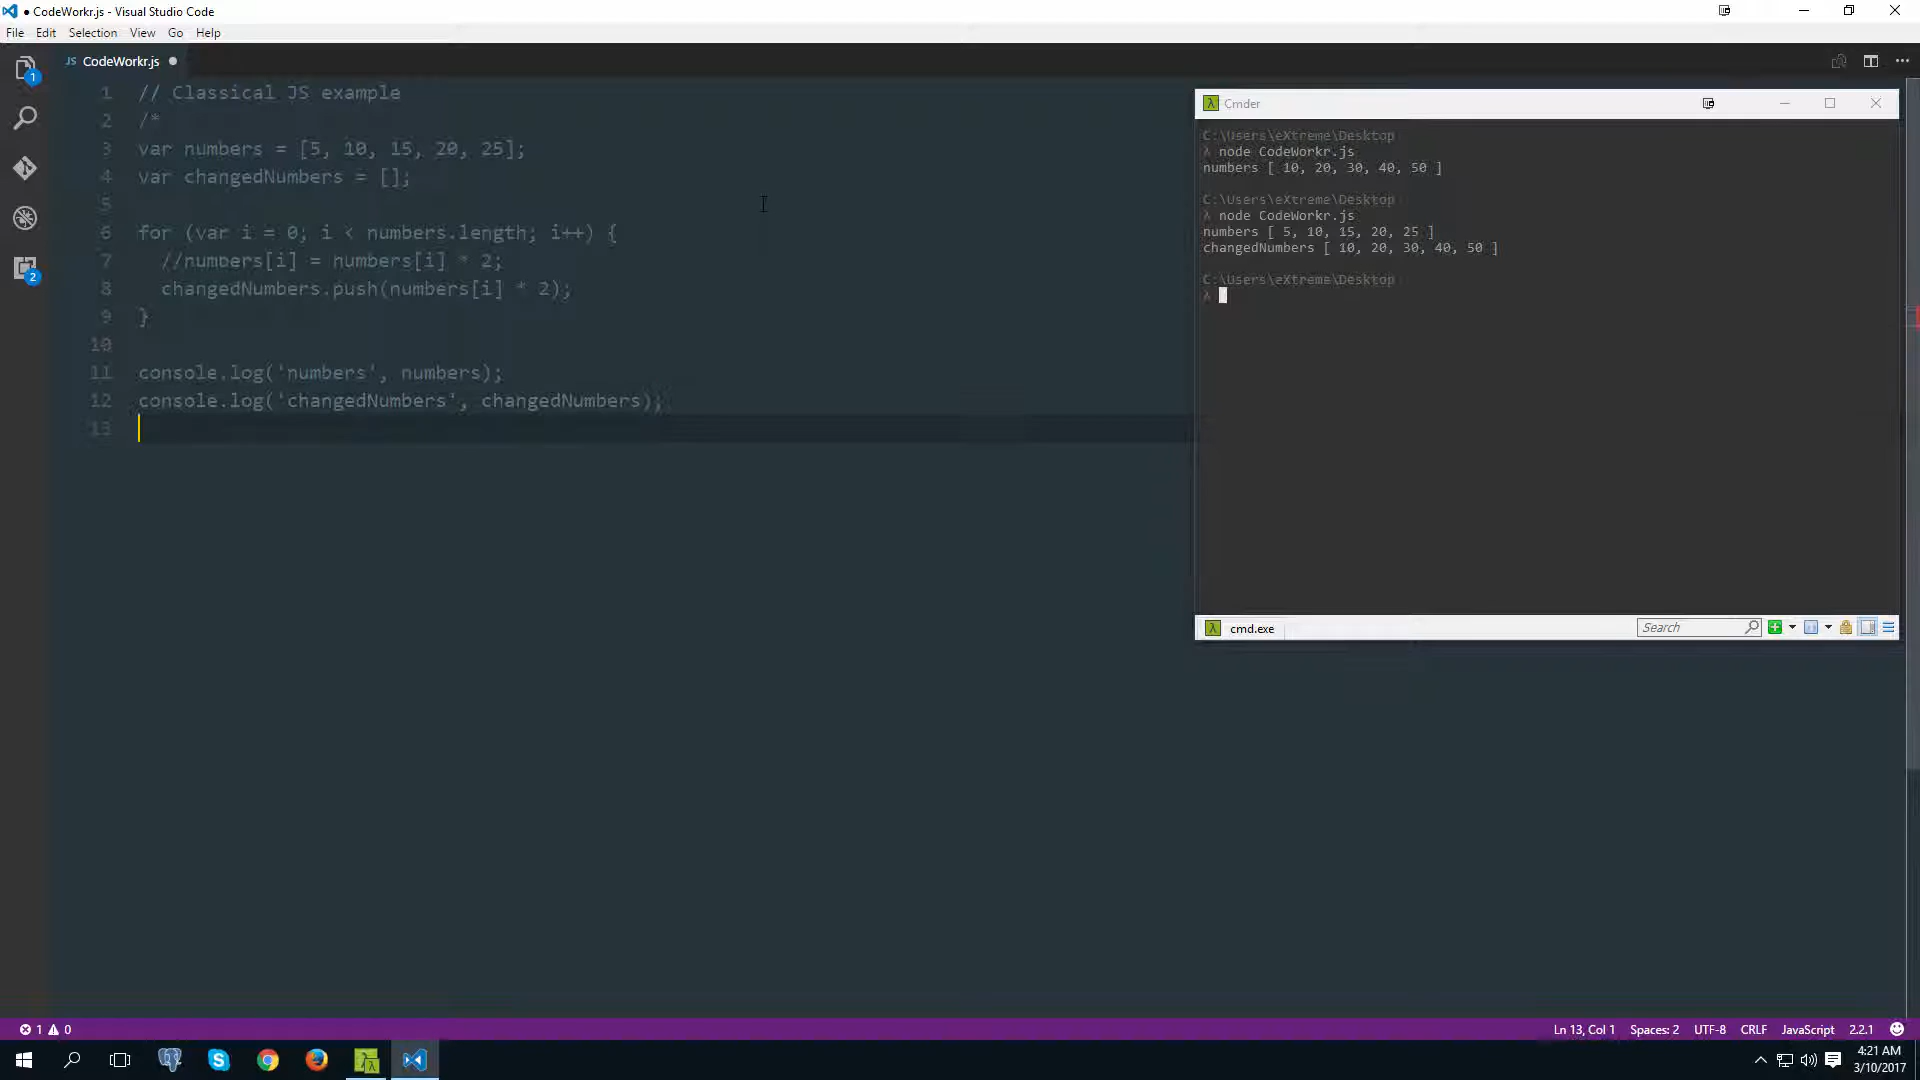 ● CodeWorkr.js - Visual Studio Code
File Edit Selection View Go Help
JS CodeWorkr.js
1 // Classical JS example
2 /*
3 var numbers = [5, 10, 15, 20, 25];
4 var changedNumbers = [];
5
6 for (var i = 0; i < numbers.length; i++) {
7 //numbers[i] = numbers[i] * 2;
8 changedNumbers.push(numbers[i] * 2);
9 }
10
11 console.log('numbers', numbers);
12 console.log('changedNumbers', changedNumbers);
13
1
2
Cmder
C:\Users\eXtreme\Desktop
λ node CodeWorkr.js
numbers [ 10, 20, 30, 40, 50 ]
C:\Users\eXtreme\Desktop
λ node CodeWorkr.js
numbers [ 5, 10, 15, 20, 25 ]
changedNumbers [ 10, 20, 30, 40, 50 ]
C:\Users\eXtreme\Desktop
λ
cmd.exe
Search
1 0
Ln 13, Col 1 Spaces: 2 UTF-8 CRLF JavaScript 2.2.1
4:21 AM
3/10/2017